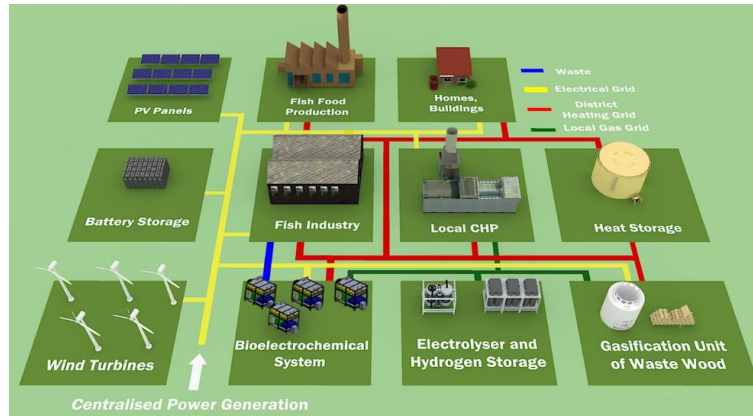 Waste
Electrical Grid
District
Heating Grid
Local Gas Grid
PV Panels
Fish Food
Production
Homes,
Buildings
Battery Storage
Fish Industry
Local CHP
Heat Storage
Wind Turbines
Bioelectrochemical
System
Electrolyser and
Hydrogen Storage
Gasification Unit
of Waste Wood
Centralised Power Generation